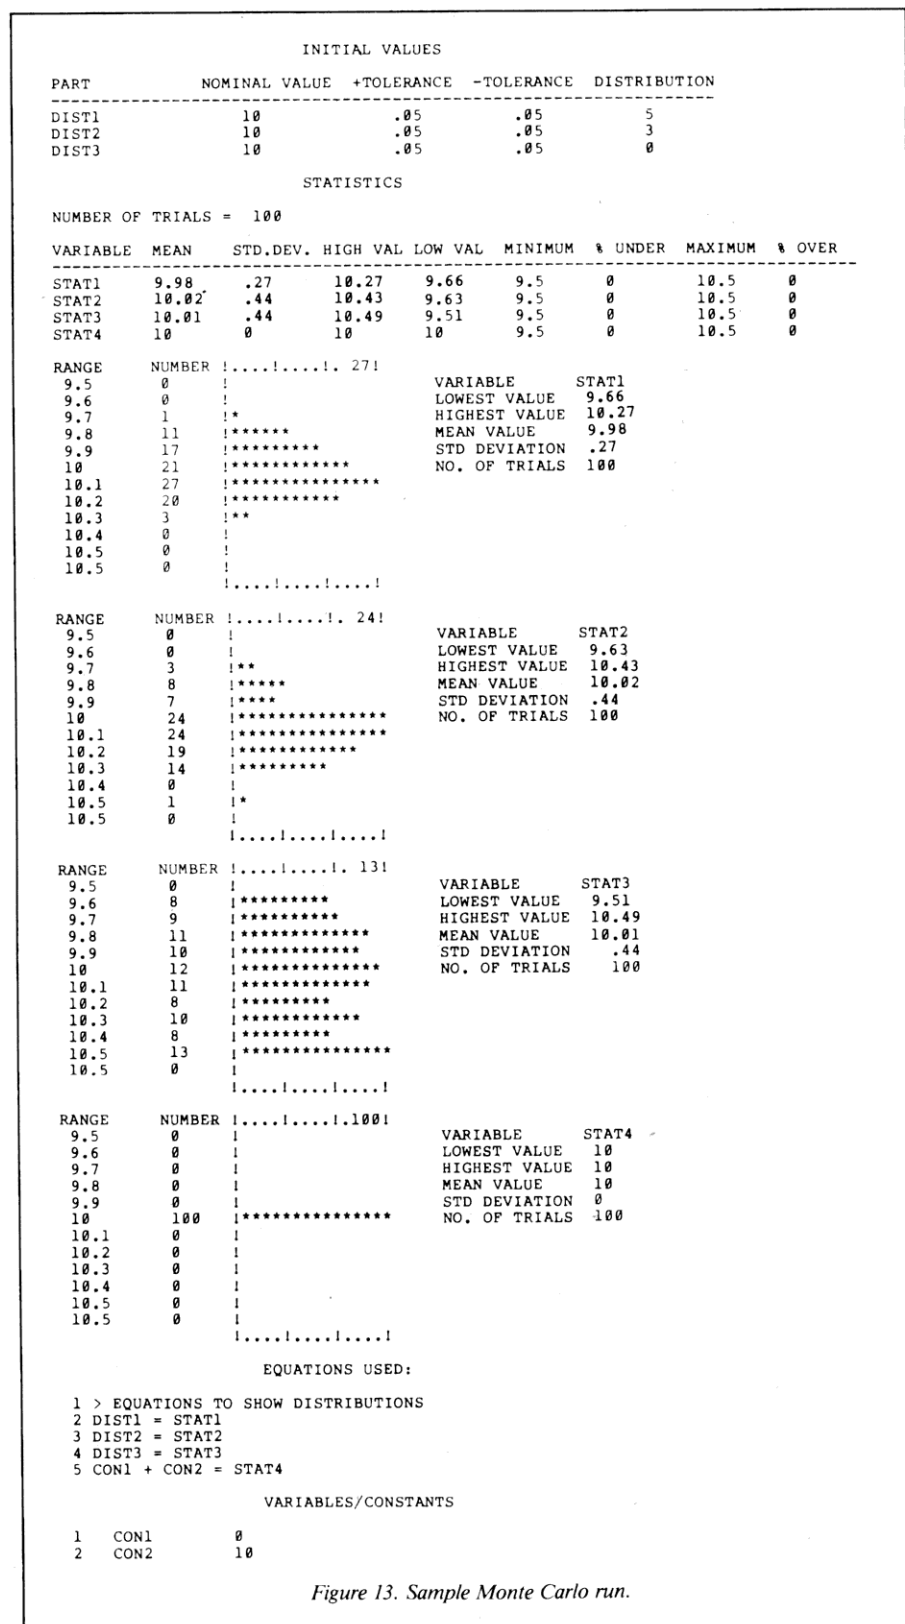 INITIAL VALUES
PART NOMINAL VALUE +TOLERANCE -TOLERANCE DISTRIBUTION
--------------------------------------------------------------------
DIST1 10 .05 .05 5
DIST2 10 .05 .05 3
DIST3 10 .05 .05 0
STATISTICS
NUMBER OF TRIALS = 100
VARIABLE MEAN STD.DEV. HIGH VAL LOW VAL MINIMUM % UNDER MAXIMUM % OVER
--------------------------------------------------------------------------------
STAT1 9.98 .27 10.27 9.66 9.5 0 10.5 0
STAT2 10.02 .44 10.43 9.63 9.5 0 10.5 0
STAT3 10.01 .44 10.49 9.51 9.5 0 10.5 0
STAT4 10 0 10 10 9.5 0 10.5 0
RANGE NUMBER !....!....!. 27!
9.5 0 ! VARIABLE STAT1
9.6 0 ! LOWEST VALUE 9.66
9.7 1 !* HIGHEST VALUE 10.27
9.8 11 !****** MEAN VALUE 9.98
9.9 17 !********* STD DEVIATION .27
10 21 !************ NO. OF TRIALS 100
10.1 27 !***************
10.2 20 !***********
10.3 3 !**
10.4 0 !
10.5 0 !
10.5 0 !
!....!....!....!
RANGE NUMBER !....!....!. 24!
9.5 0 ! VARIABLE STAT2
9.6 0 ! LOWEST VALUE 9.63
9.7 3 !** HIGHEST VALUE 10.43
9.8 8 !***** MEAN VALUE 10.02
9.9 7 !**** STD DEVIATION .44
10 24 !*************** NO. OF TRIALS 100
10.1 24 !***************
10.2 19 !************
10.3 14 !*********
10.4 0 !
10.5 1 !*
10.5 0 !
!....!....!....!
RANGE NUMBER !....!....!. 13!
9.5 0 ! VARIABLE STAT3
9.6 8 !********* LOWEST VALUE 9.51
9.7 9 !********** HIGHEST VALUE 10.49
9.8 11 !************* MEAN VALUE 10.01
9.9 10 !************ STD DEVIATION .44
10 12 !************** NO. OF TRIALS 100
10.1 11 !*************
10.2 8 !*********
10.3 10 !************
10.4 8 !*********
10.5 13 !***************
10.5 0 !
!....!....!....!
RANGE NUMBER !....!....!.100!
9.5 0 ! VARIABLE STAT4
9.6 0 ! LOWEST VALUE 10
9.7 0 ! HIGHEST VALUE 10
9.8 0 ! MEAN VALUE 10
9.9 0 ! STD DEVIATION 0
10 100 !*************** NO. OF TRIALS 100
10.1 0 !
10.2 0 !
10.3 0 !
10.4 0 !
10.5 0 !
10.5 0 !
!....!....!....!
EQUATIONS USED:
1 > EQUATIONS TO SHOW DISTRIBUTIONS
2 DIST1 = STAT1
3 DIST2 = STAT2
4 DIST3 = STAT3
5 CON1 + CON2 = STAT4
VARIABLES/CONSTANTS
1 CON1 0
2 CON2 10
Figure 13. Sample Monte Carlo run.